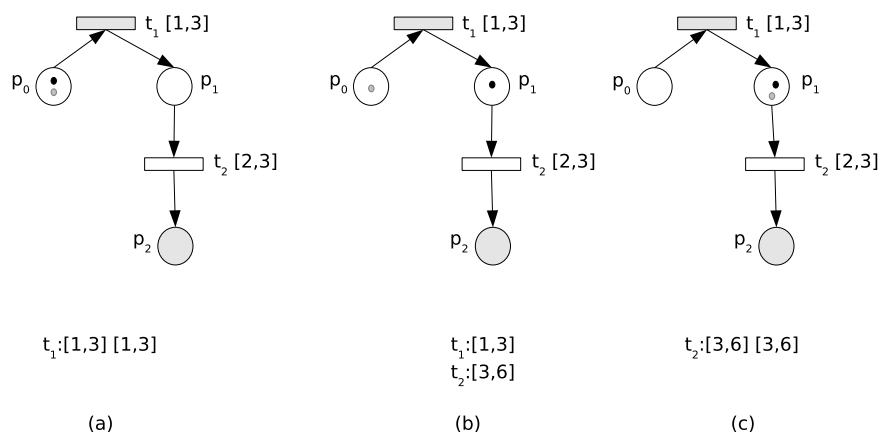 t1 [1,3] t1 [1,3] t1 [1,3]
p0 p1 p0 p1 p0 p1
t2 [2,3] t2 [2,3] t2 [2,3]
p2 p2 p2
t1:[1,3] [1,3] t1:[1,3] t2:[3,6] [3,6]
t2:[3,6]
(a) (b) (c)